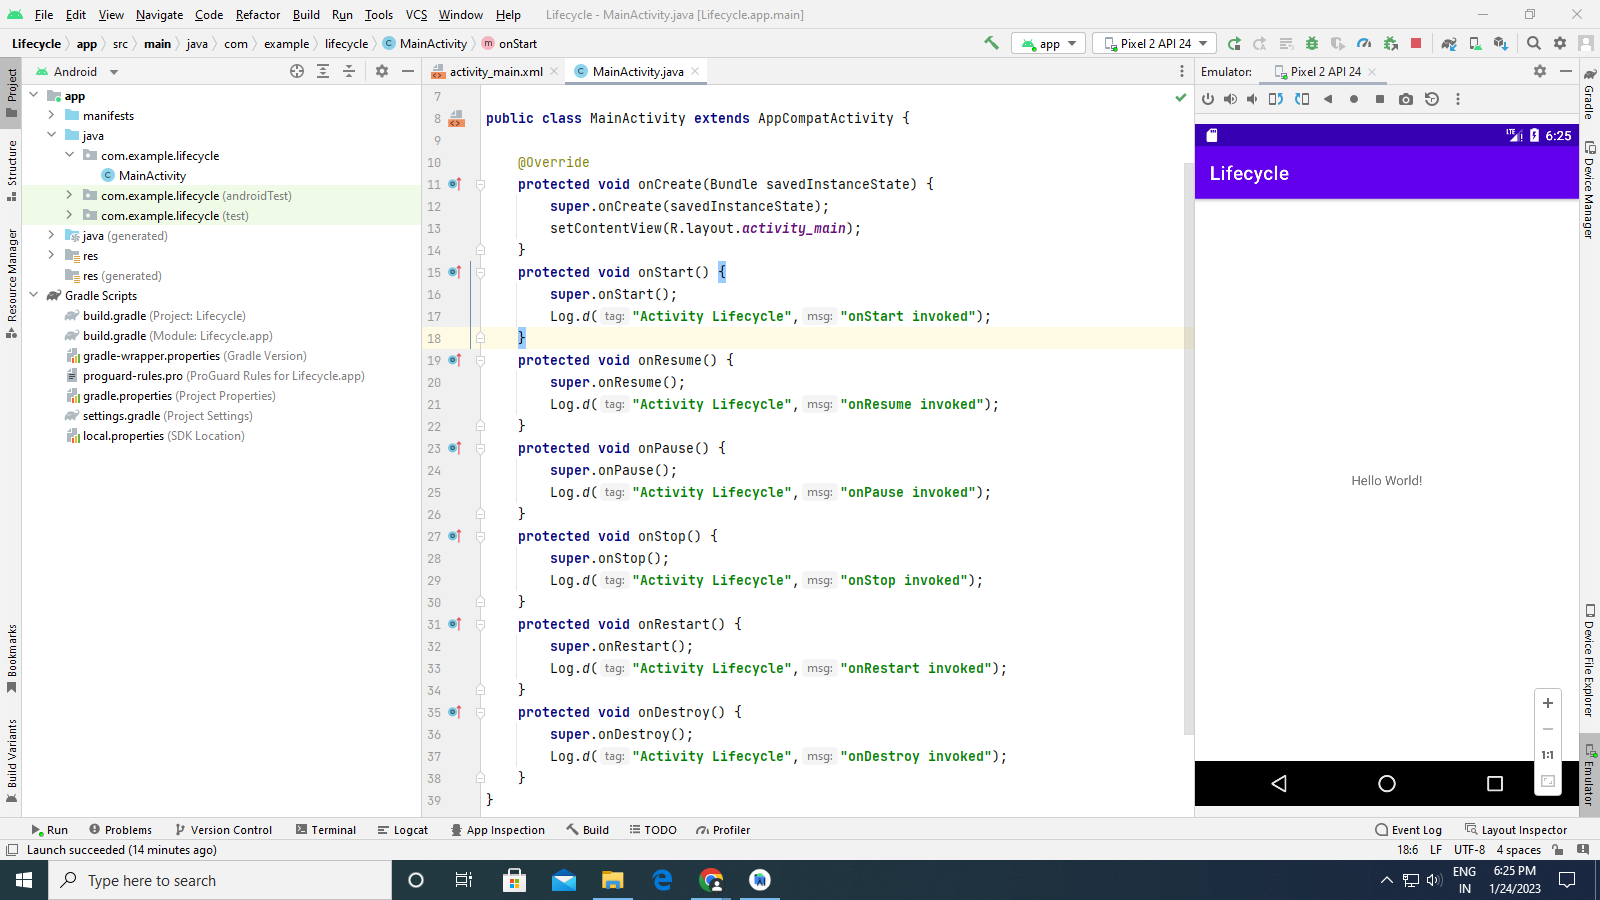 File Edit View Navigate Code Refactor Build Run Tools VCS Window Help Lifecycle - MainActivity.java [Lifecycle.app.main]
Lifecycle app src main java com example lifecycle MainActivity onStart app Pixel 2 API 24
Project
Structure
Resource Manager
Bookmarks
Build Variants
Android
app
manifests
java
com.example.lifecycle
MainActivity
com.example.lifecycle (androidTest)
com.example.lifecycle (test)
java (generated)
res
res (generated)
Gradle Scripts
build.gradle (Project: Lifecycle)
build.gradle (Module: Lifecycle.app)
gradle-wrapper.properties (Gradle Version)
proguard-rules.pro (ProGuard Rules for Lifecycle.app)
gradle.properties (Project Properties)
settings.gradle (Project Settings)
local.properties (SDK Location)
activity_main.xml MainActivity.java
7
8 public class MainActivity extends AppCompatActivity {
9
10 @Override
11 protected void onCreate(Bundle savedInstanceState) {
12 super.onCreate(savedInstanceState);
13 setContentView(R.layout.activity_main);
14 }
15 protected void onStart() {
16 super.onStart();
17 Log.d( tag: "Activity Lifecycle", msg: "onStart invoked");
18 }
19 protected void onResume() {
20 super.onResume();
21 Log.d( tag: "Activity Lifecycle", msg: "onResume invoked");
22 }
23 protected void onPause() {
24 super.onPause();
25 Log.d( tag: "Activity Lifecycle", msg: "onPause invoked");
26 }
27 protected void onStop() {
28 super.onStop();
29 Log.d( tag: "Activity Lifecycle", msg: "onStop invoked");
30 }
31 protected void onRestart() {
32 super.onRestart();
33 Log.d( tag: "Activity Lifecycle", msg: "onRestart invoked");
34 }
35 protected void onDestroy() {
36 super.onDestroy();
37 Log.d( tag: "Activity Lifecycle", msg: "onDestroy invoked");
38 }
39 }
Emulator: Pixel 2 API 24
LTE 6:25
Lifecycle
Hello World!
1:1
Gradle
Device Manager
Device File Explorer
Emulator
Run Problems Version Control Terminal Logcat App Inspection Build TODO Profiler Event Log Layout Inspector
Launch succeeded (14 minutes ago) 18:6 LF UTF-8 4 spaces
Type here to search
ENG
IN
6:25 PM
1/24/2023